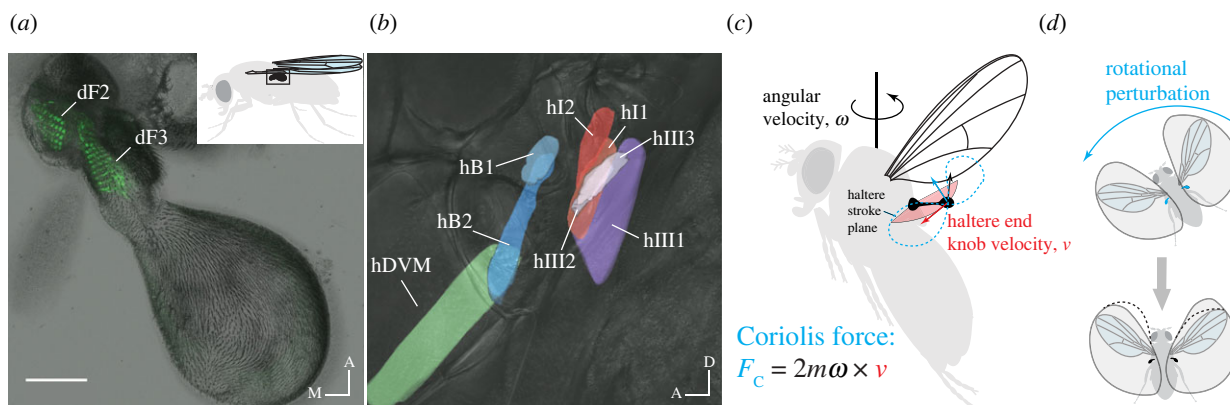 (a)
dF2
dF3
A
M
(b)
hI2
hI1
hIII3
hB1
hB2
hDVM
hIII2
hIII1
D
A
(c)
angular
velocity, ω
haltere
stroke
plane
haltere end
knob velocity, v
Coriolis force:
F_C = 2mω × v
(d)
rotational
perturbation